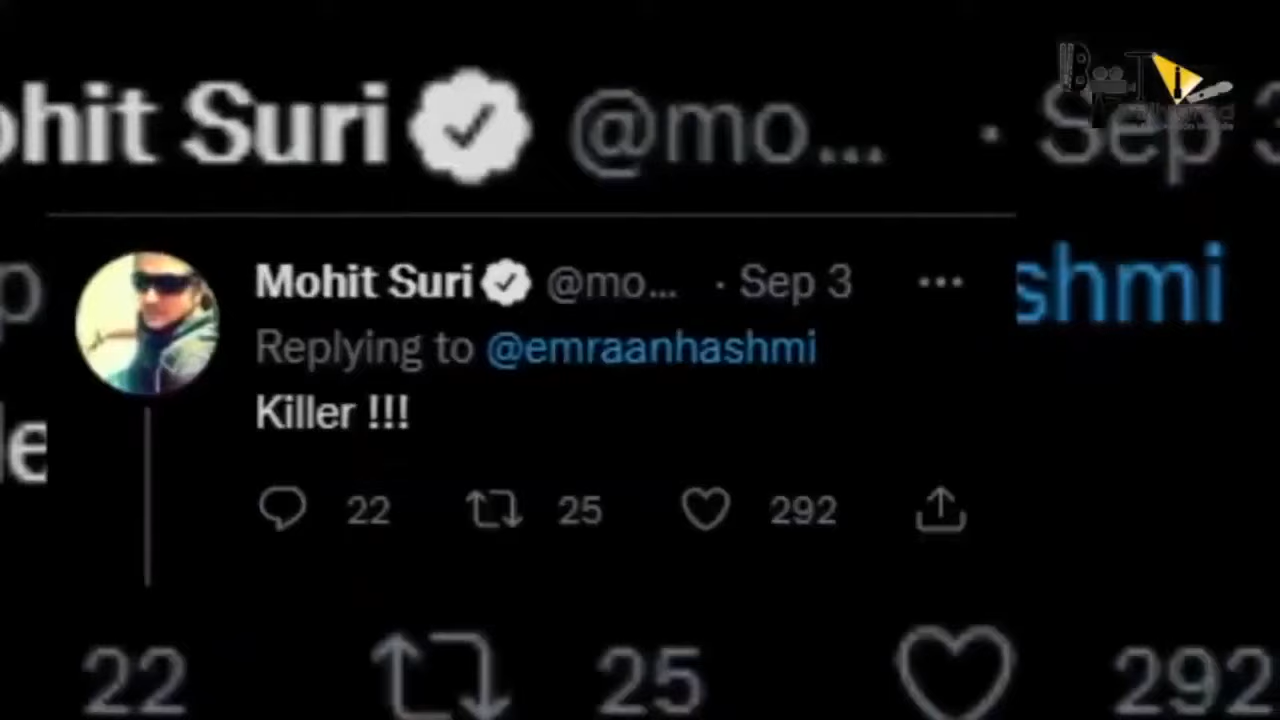 ohit Suri @mo... · Sep 3
Mohit Suri @mo... · Sep 3
shmi
Replying to @emraanhashmi
Killer !!!
22 25 292
22 25 292